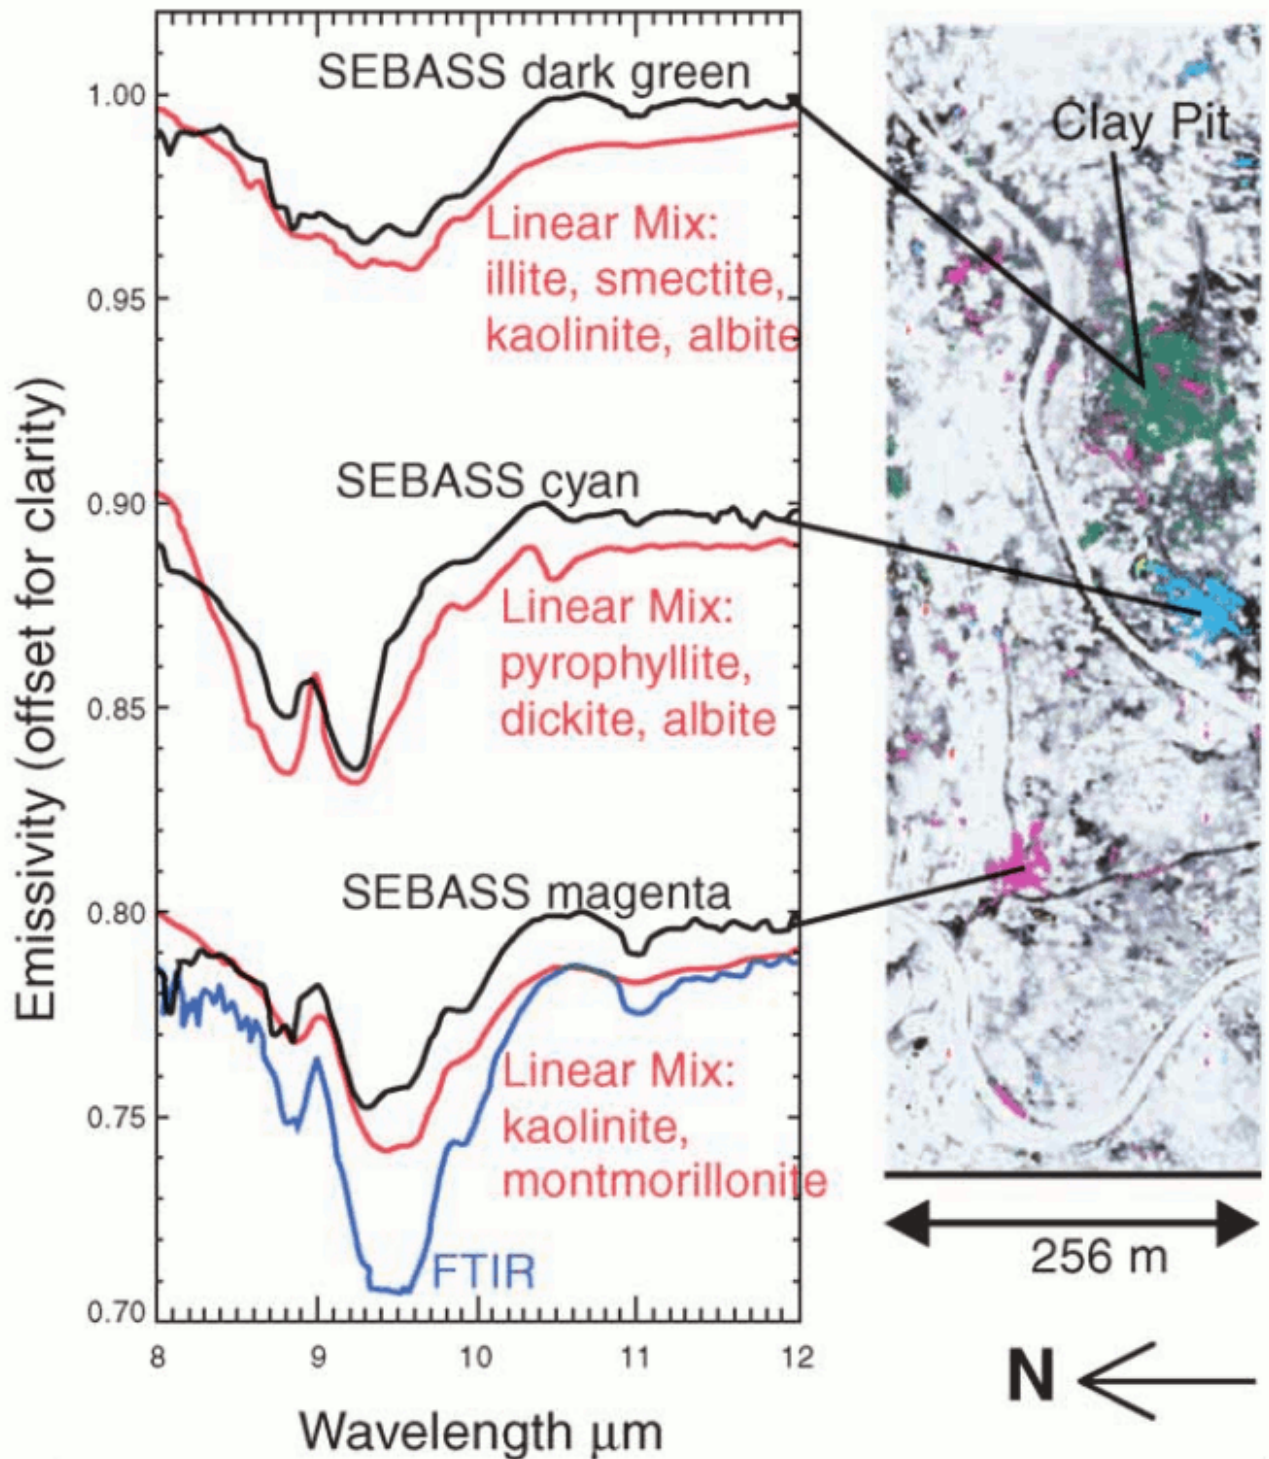 Emissivity (offset for clarity)
1.00
0.95
0.90
0.85
0.80
0.75
0.70
SEBASS dark green
Linear Mix:
illite, smectite,
kaolinite, albite
SEBASS cyan
Linear Mix:
pyrophyllite,
dickite, albite
SEBASS magenta
Linear Mix:
kaolinite,
montmorillonite
FTIR
8 9 10 11 12
Wavelength μm
Clay Pit
256 m
N